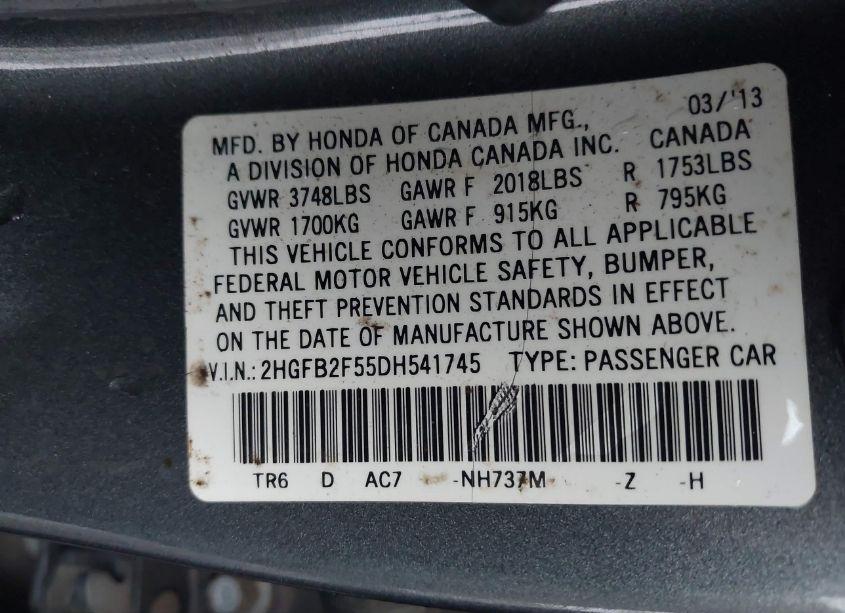 03/'13
MFD. BY HONDA OF CANADA MFG.,
A DIVISION OF HONDA CANADA INC. CANADA
GVWR 3748LBS GAWR F 2018LBS R 1753LBS
GVWR 1700KG GAWR F 915KG R 795KG
THIS VEHICLE CONFORMS TO ALL APPLICABLE
FEDERAL MOTOR VEHICLE SAFETY, BUMPER,
AND THEFT PREVENTION STANDARDS IN EFFECT
ON THE DATE OF MANUFACTURE SHOWN ABOVE.
V.I.N.: 2HGFB2F55DH541745 TYPE: PASSENGER CAR
TR6 D AC7 -NH737M -Z -H